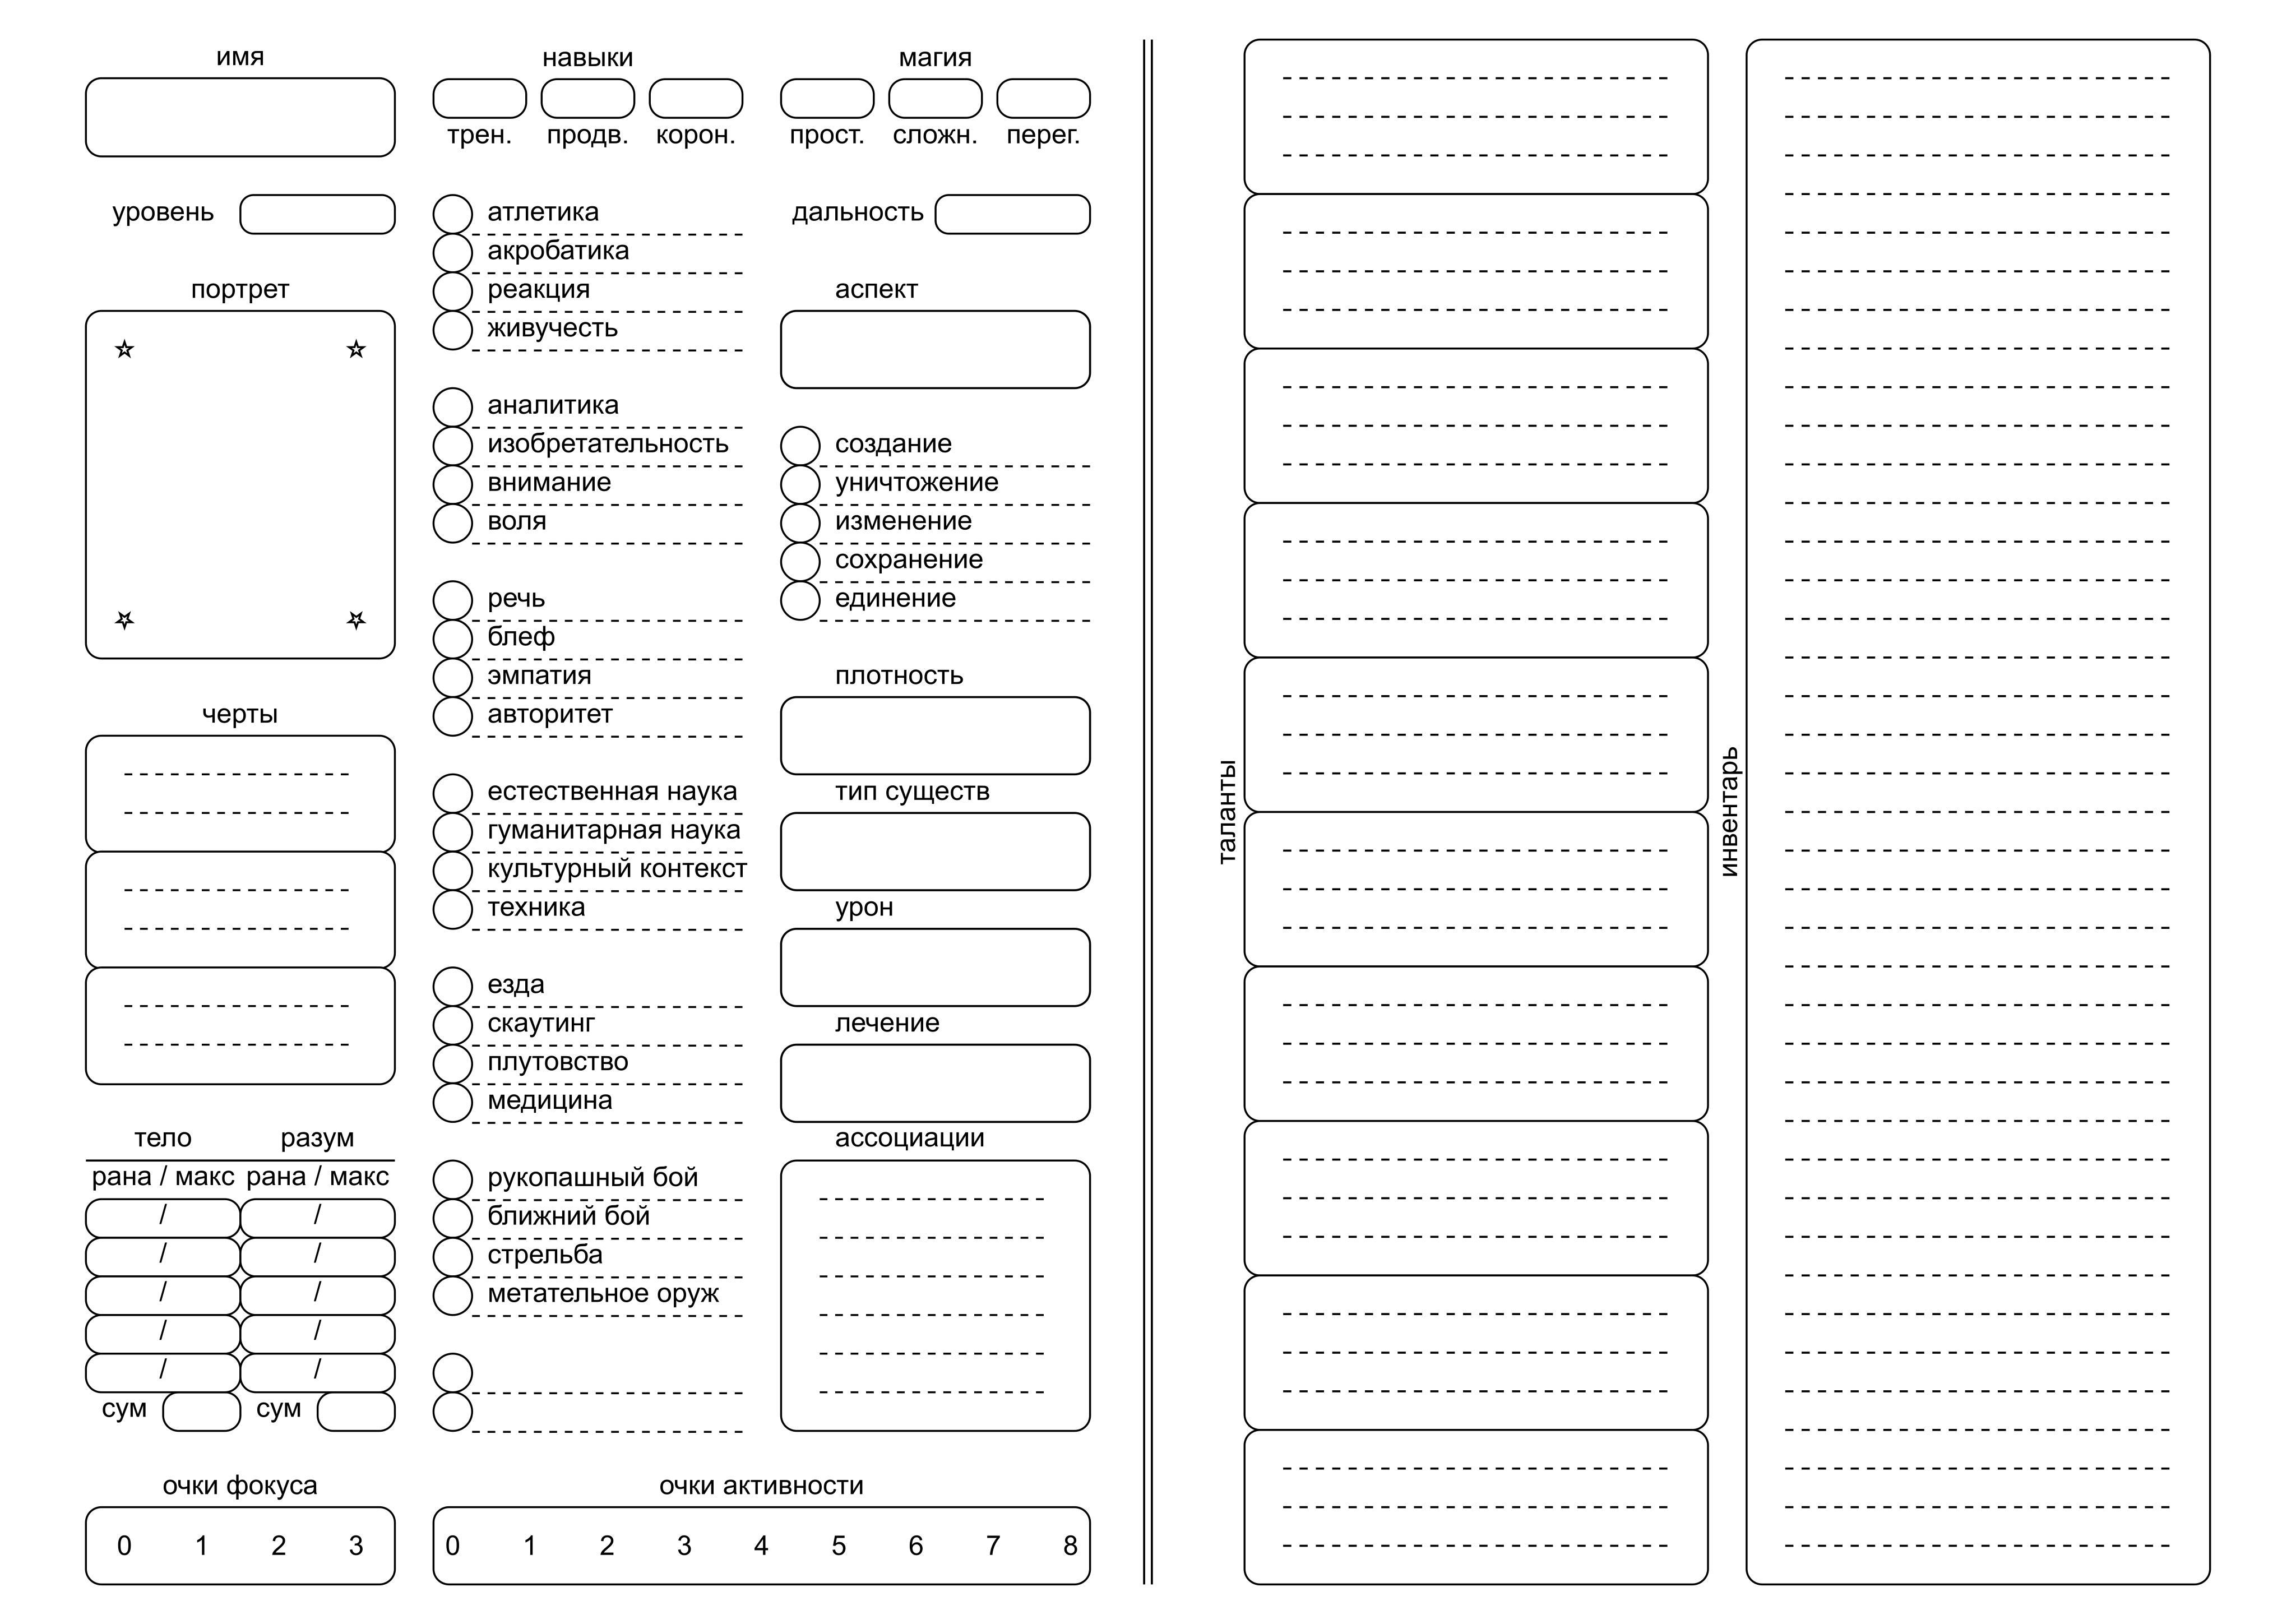 имя
уровень
портрет
черты
тело разум
рана / макс рана / макс
/ /
/ /
/ /
/ /
/ /
сум сум
очки фокуса
0 1 2 3
навыки
трен. продв. корон.
атлетика
акробатика
реакция
живучесть
аналитика
изобретательность
внимание
воля
речь
блеф
эмпатия
авторитет
естественная наука
гуманитарная наука
культурный контекст
техника
езда
скаутинг
плутовство
медицина
рукопашный бой
ближний бой
стрельба
метательное оруж
магия
прост. сложн. перег.
дальность
аспект
создание
уничтожение
изменение
сохранение
единение
плотность
тип существ
урон
лечение
ассоциации
очки активности
0 1 2 3 4 5 6 7 8
таланты
инвентарь